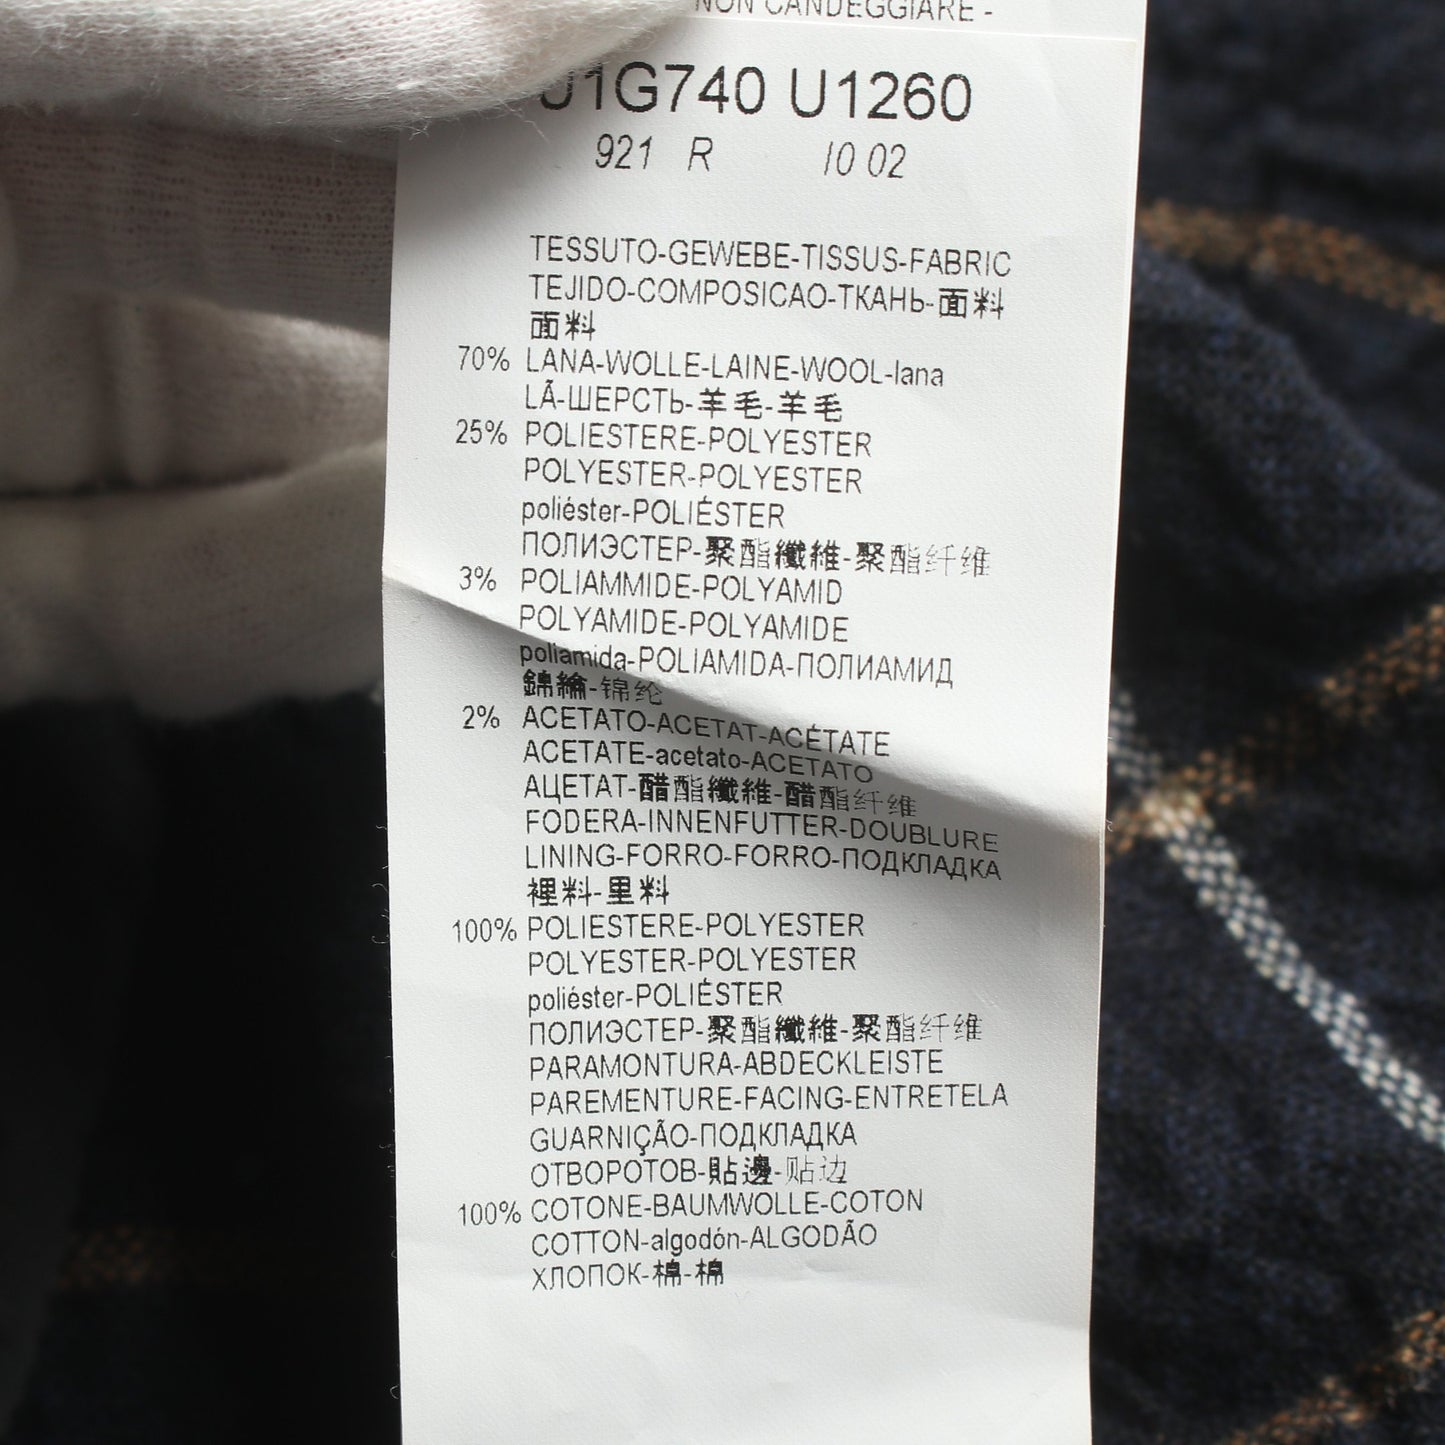 NON CANDEGGIARE -
U1G740 U1260
921 R 10 02
TESSUTO-GEWEBE-TISSUS-FABRIC
TEJIDO-COMPOSICAO-ТКАНЬ-面料
面料
70% LANA-WOLLE-LAINE-WOOL-lana
LÃ-ШЕРСТЬ-羊毛-羊毛
25% POLIESTERE-POLYESTER
POLYESTER-POLYESTER
poliéster-POLIÉSTER
ПОЛИЭСТЕР-聚酯纖維-聚酯纤维
3% POLIAMMIDE-POLYAMID
POLYAMIDE-POLYAMIDE
poliamida-POLIAMIDA-ПОЛИАМИД
錦綸-锦纶
2% ACETATO-ACETAT-ACÉTATE
ACETATE-acetato-ACETATO
АЦЕТАТ-醋酯纖維-醋酯纤维
FODERA-INNENFUTTER-DOUBLURE
LINING-FORRO-FORRO-ПОДКЛАДКА
裡料-里料
100% POLIESTERE-POLYESTER
POLYESTER-POLYESTER
poliéster-POLIÉSTER
ПОЛИЭСТЕР-聚酯纖維-聚酯纤维
PARAMONTURA-ABDECKLEISTE
PAREMENTURE-FACING-ENTRETELA
GUARNIÇÃO-ПОДКЛАДКА
ОТВОРОТОВ-貼邊-贴边
100% COTONE-BAUMWOLLE-COTON
COTTON-algodón-ALGODÃO
ХЛОПОК-棉-棉